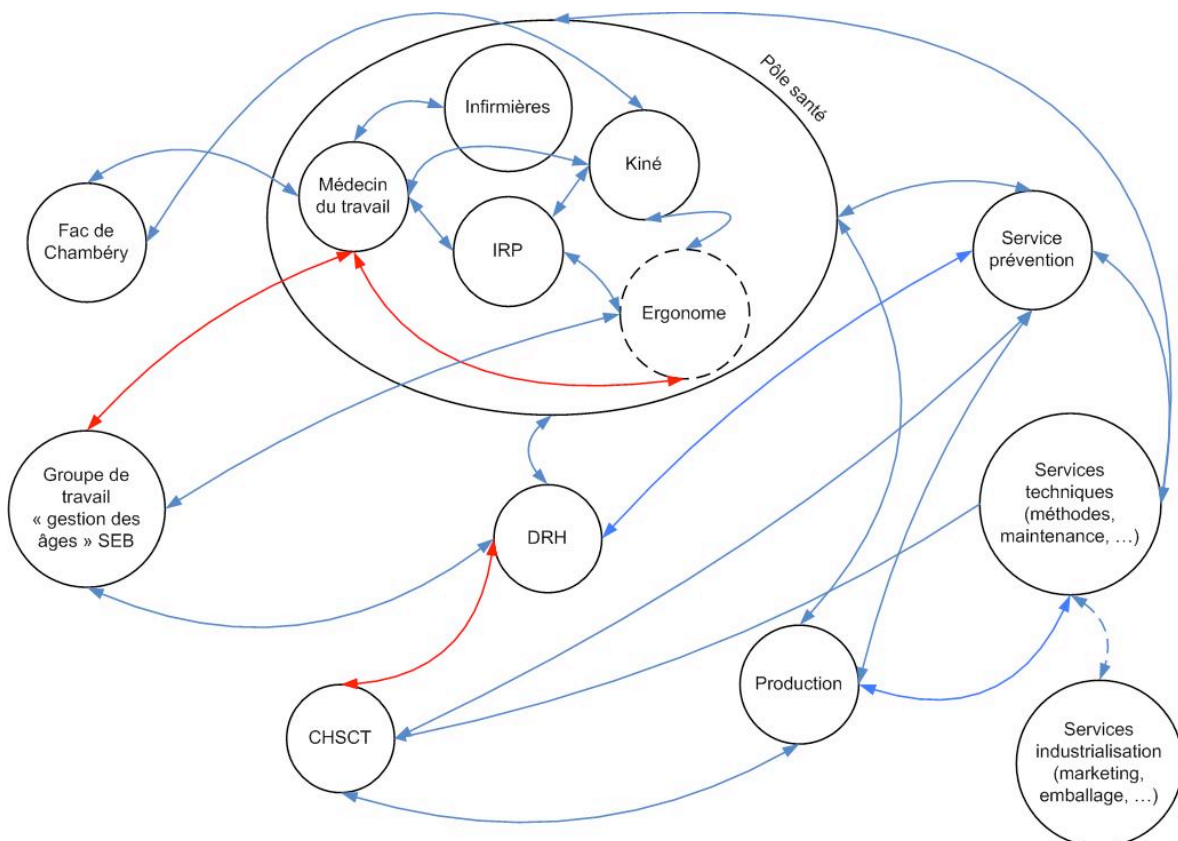 Pôle santé
Infirmières
Kiné
Médecin
du travail
Fac de
Chambéry
IRP
Service
prévention
Ergonome
Groupe de
travail
« gestion des
âges » SEB
DRH
Services
techniques
(méthodes,
maintenance, …)
Production
CHSCT
Services
industrialisation
(marketing,
emballage, …)